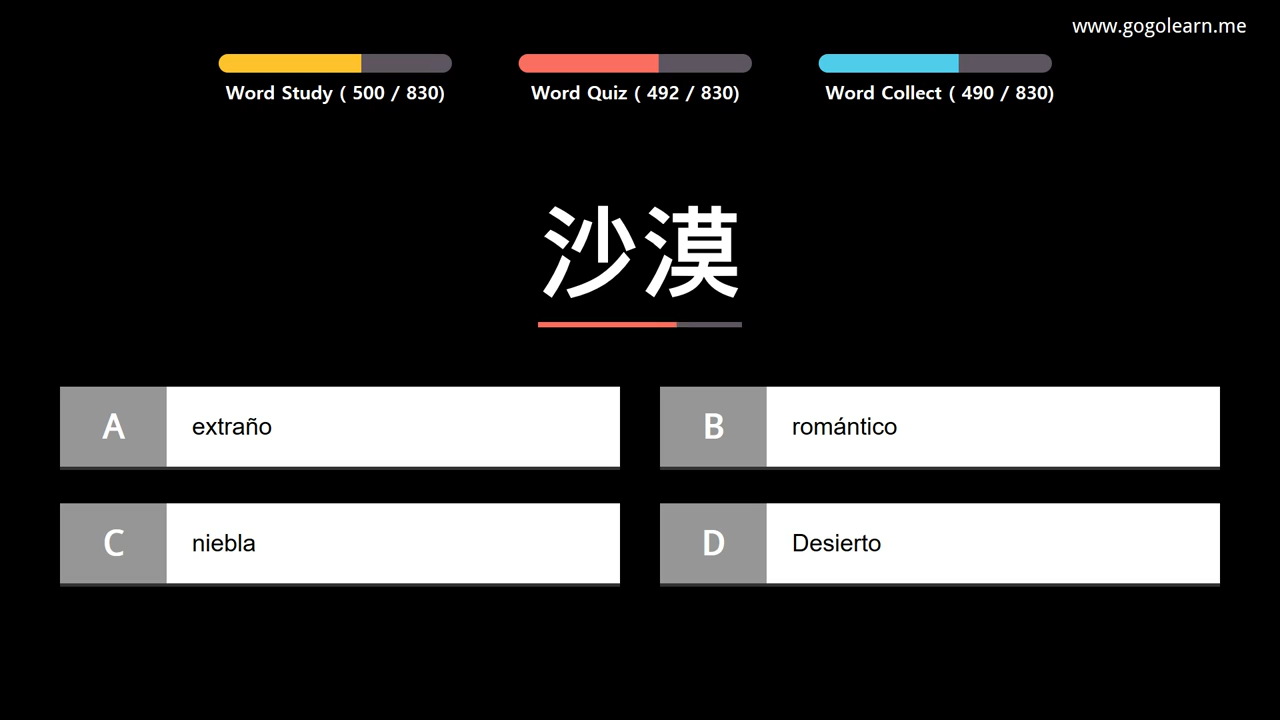 www.gogolearn.me
Word Study ( 500 / 830)
Word Quiz ( 492 / 830)
Word Collect ( 490 / 830)
沙漠
A
extraño
B
romántico
C
niebla
D
Desierto